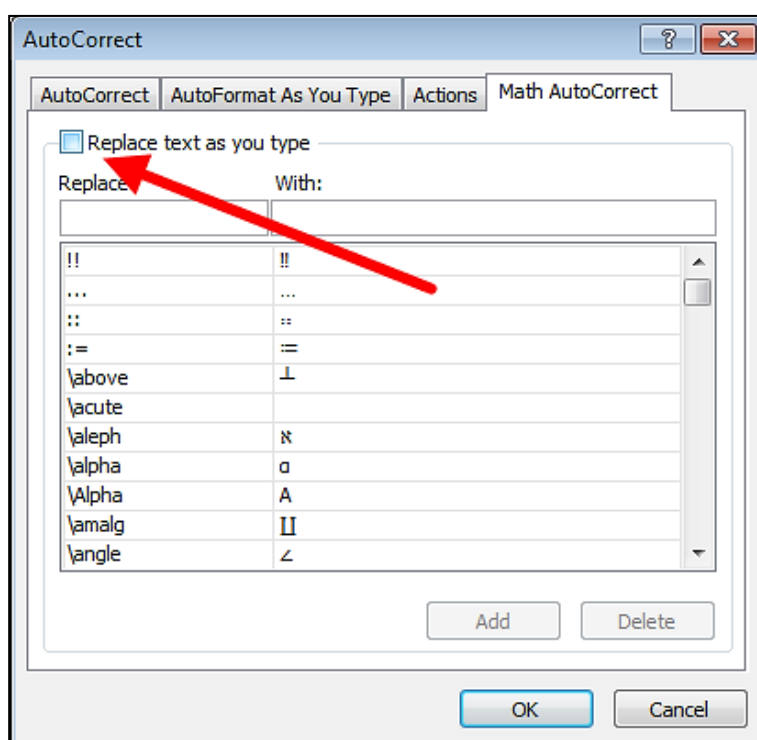 AutoCorrect
AutoCorrect AutoFormat As You Type Actions Math AutoCorrect
Replace text as you type
Replace With:
!! ‼
... …
:: ∷
:= ≔
\above ┴
\acute
\aleph ℵ
\alpha α
\Alpha Α
\amalg ∐
\angle ∠
Add Delete
OK Cancel